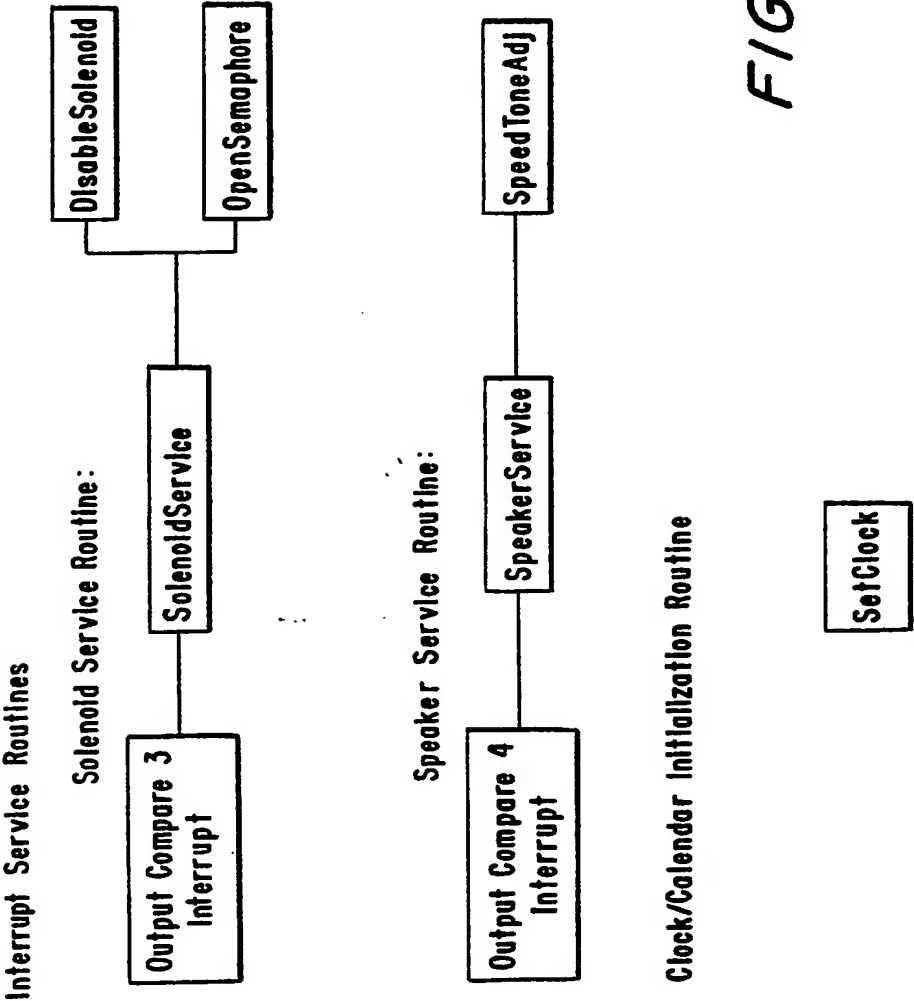 Interrupt Service Routines
Solenoid Service Routine:
Output Compare 3
Interrupt
SolenoidService
DisableSolenoid
OpenSemaphore
Speaker Service Routine:
Output Compare 4
Interrupt
SpeakerService
SpeedToneAdj
Clock/Calendar Initialization Routine
SetClock
FIG